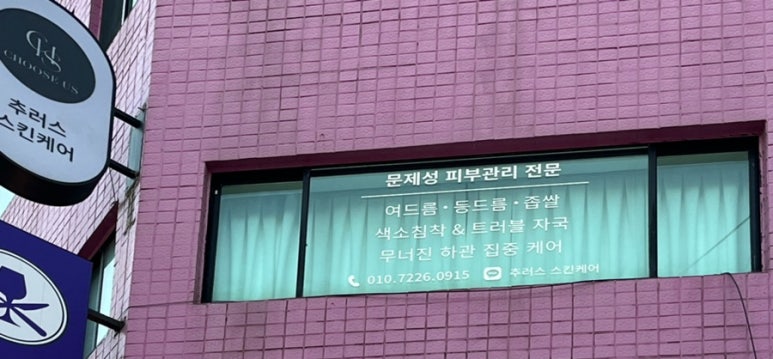 CHOOSE US
추러스
스킨케어
문제성 피부관리 전문
여드름·등드름·좁쌀
색소침착 & 트러블 자국
무너진 하관 집중 케어
010.7226.0915 추러스 스킨케어